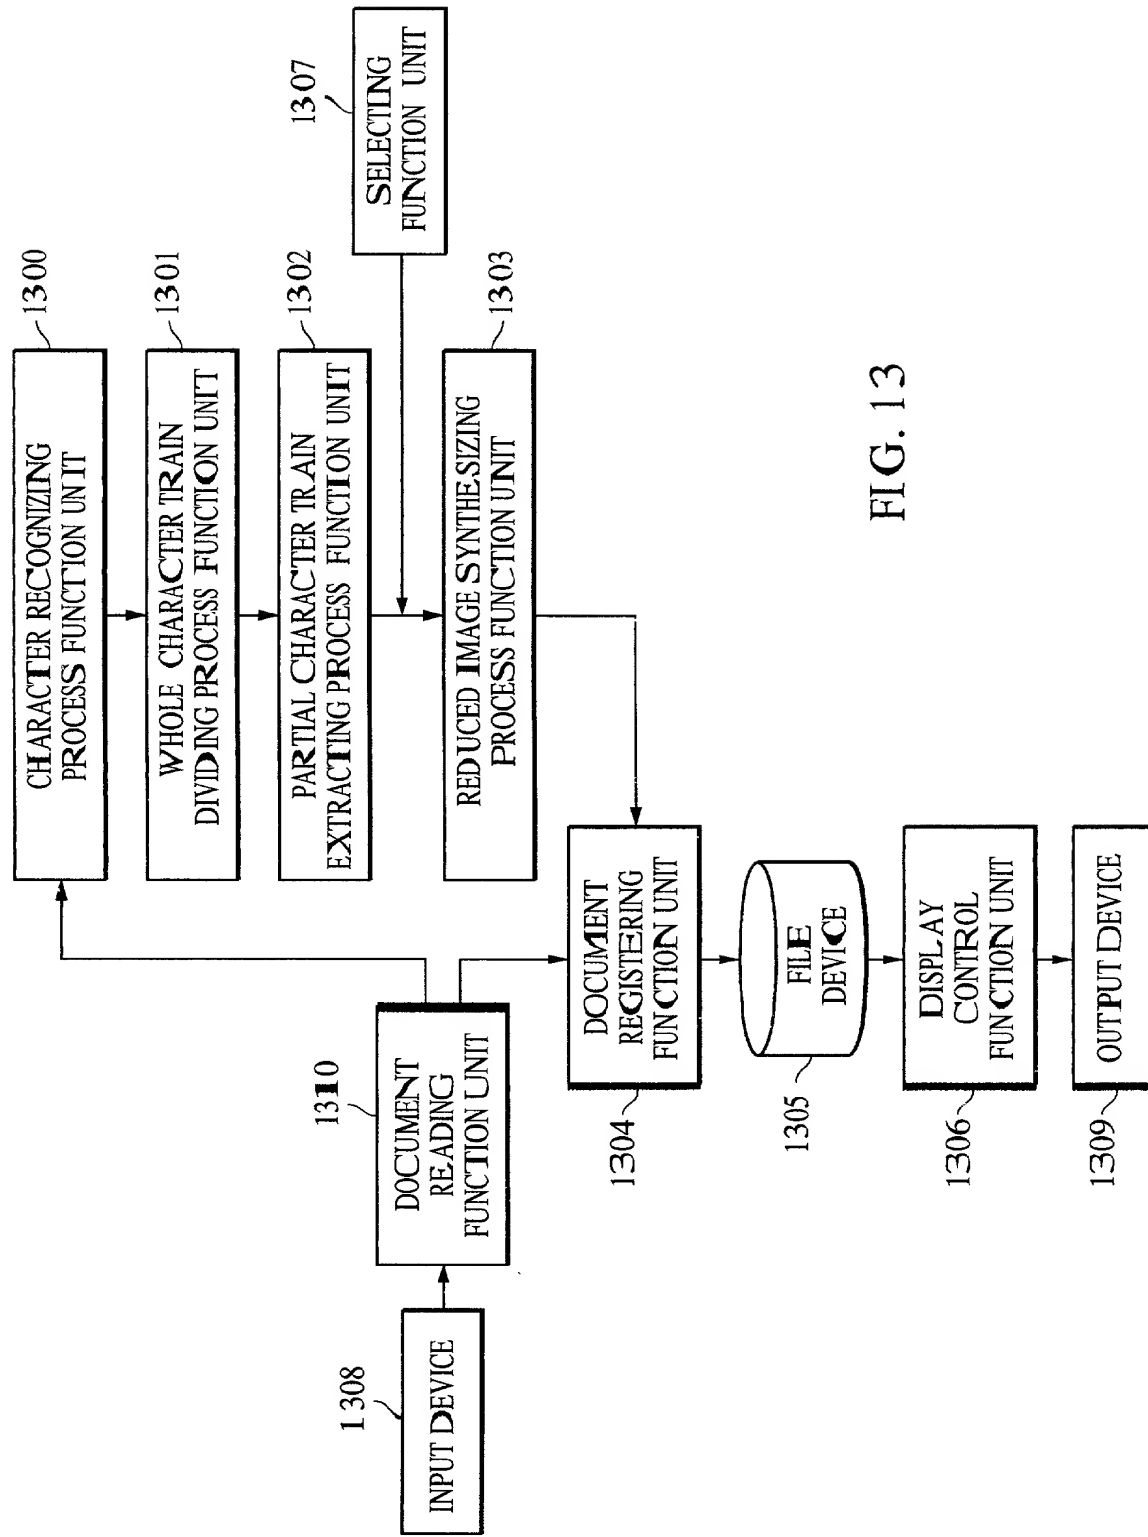 1300
CHARACTER RECOGNIZING
PROCESS FUNCTION UNIT
1301
WHOLE CHARACTER TRAIN
DIVIDING PROCESS FUNCTION UNIT
1302
PARTIAL CHARACTER TRAIN
EXTRACTING PROCESS FUNCTION UNIT
1307
SELECTING
FUNCTION UNIT
1303
REDUCED IMAGE SYNTHESIZING
PROCESS FUNCTION UNIT
1308
INPUT DEVICE
1310
DOCUMENT
READING
FUNCTION UNIT
1304
DOCUMENT
REGISTERING
FUNCTION UNIT
1305
FILE
DEVICE
1306
DISPLAY
CONTROL
FUNCTION UNIT
1309
OUTPUT DEVICE
FIG. 13